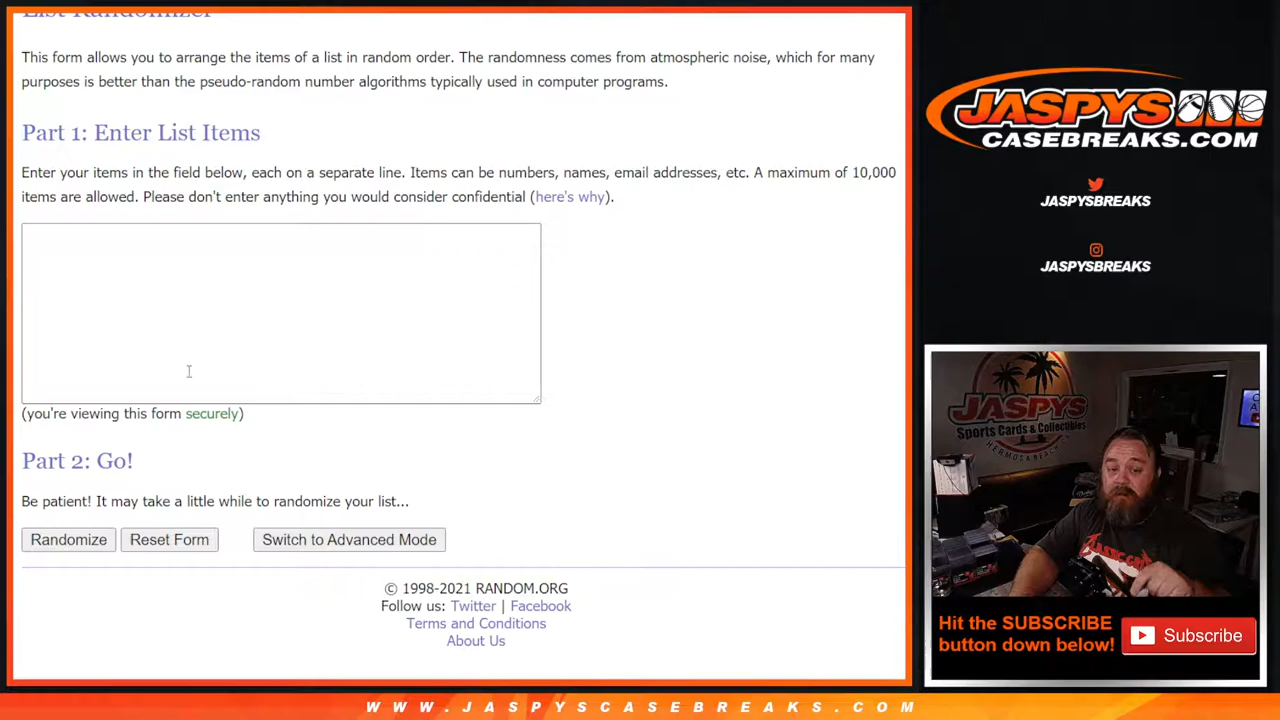 List Randomizer
This form allows you to arrange the items of a list in random order. The randomness comes from atmospheric noise, which for many
purposes is better than the pseudo-random number algorithms typically used in computer programs.
Part 1: Enter List Items
Enter your items in the field below, each on a separate line. Items can be numbers, names, email addresses, etc. A maximum of 10,000
items are allowed. Please don't enter anything you would consider confidential (here's why).
(you're viewing this form securely)
Part 2: Go!
Be patient! It may take a little while to randomize your list...
Randomize Reset Form Switch to Advanced Mode
© 1998-2021 RANDOM.ORG
Follow us: Twitter | Facebook
Terms and Conditions
About Us
JASPYS
CASEBREAKS.COM
JASPYSBREAKS
JASPYSBREAKS
JASPYS
Sports Cards & Collectibles
HERMOSA BEACH
Hit the SUBSCRIBE
button down below!
Subscribe
WWW.JASPYSCASEBREAKS.COM